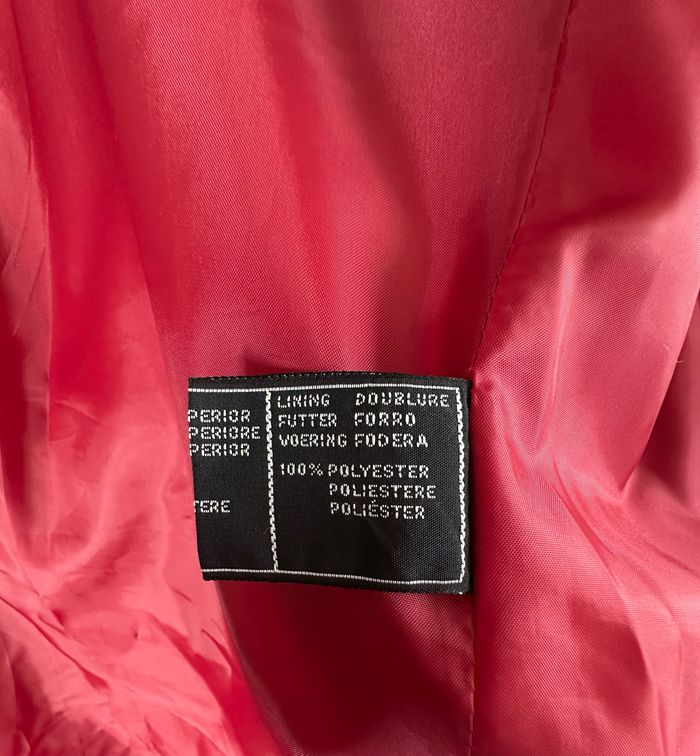 PERIOR
PERIORE
PERIOR
TERE
LINING DOUBLURE
FUTTER FORRO
VOERING FODERA
100% POLYESTER
POLIESTERE
POLIÉSTER